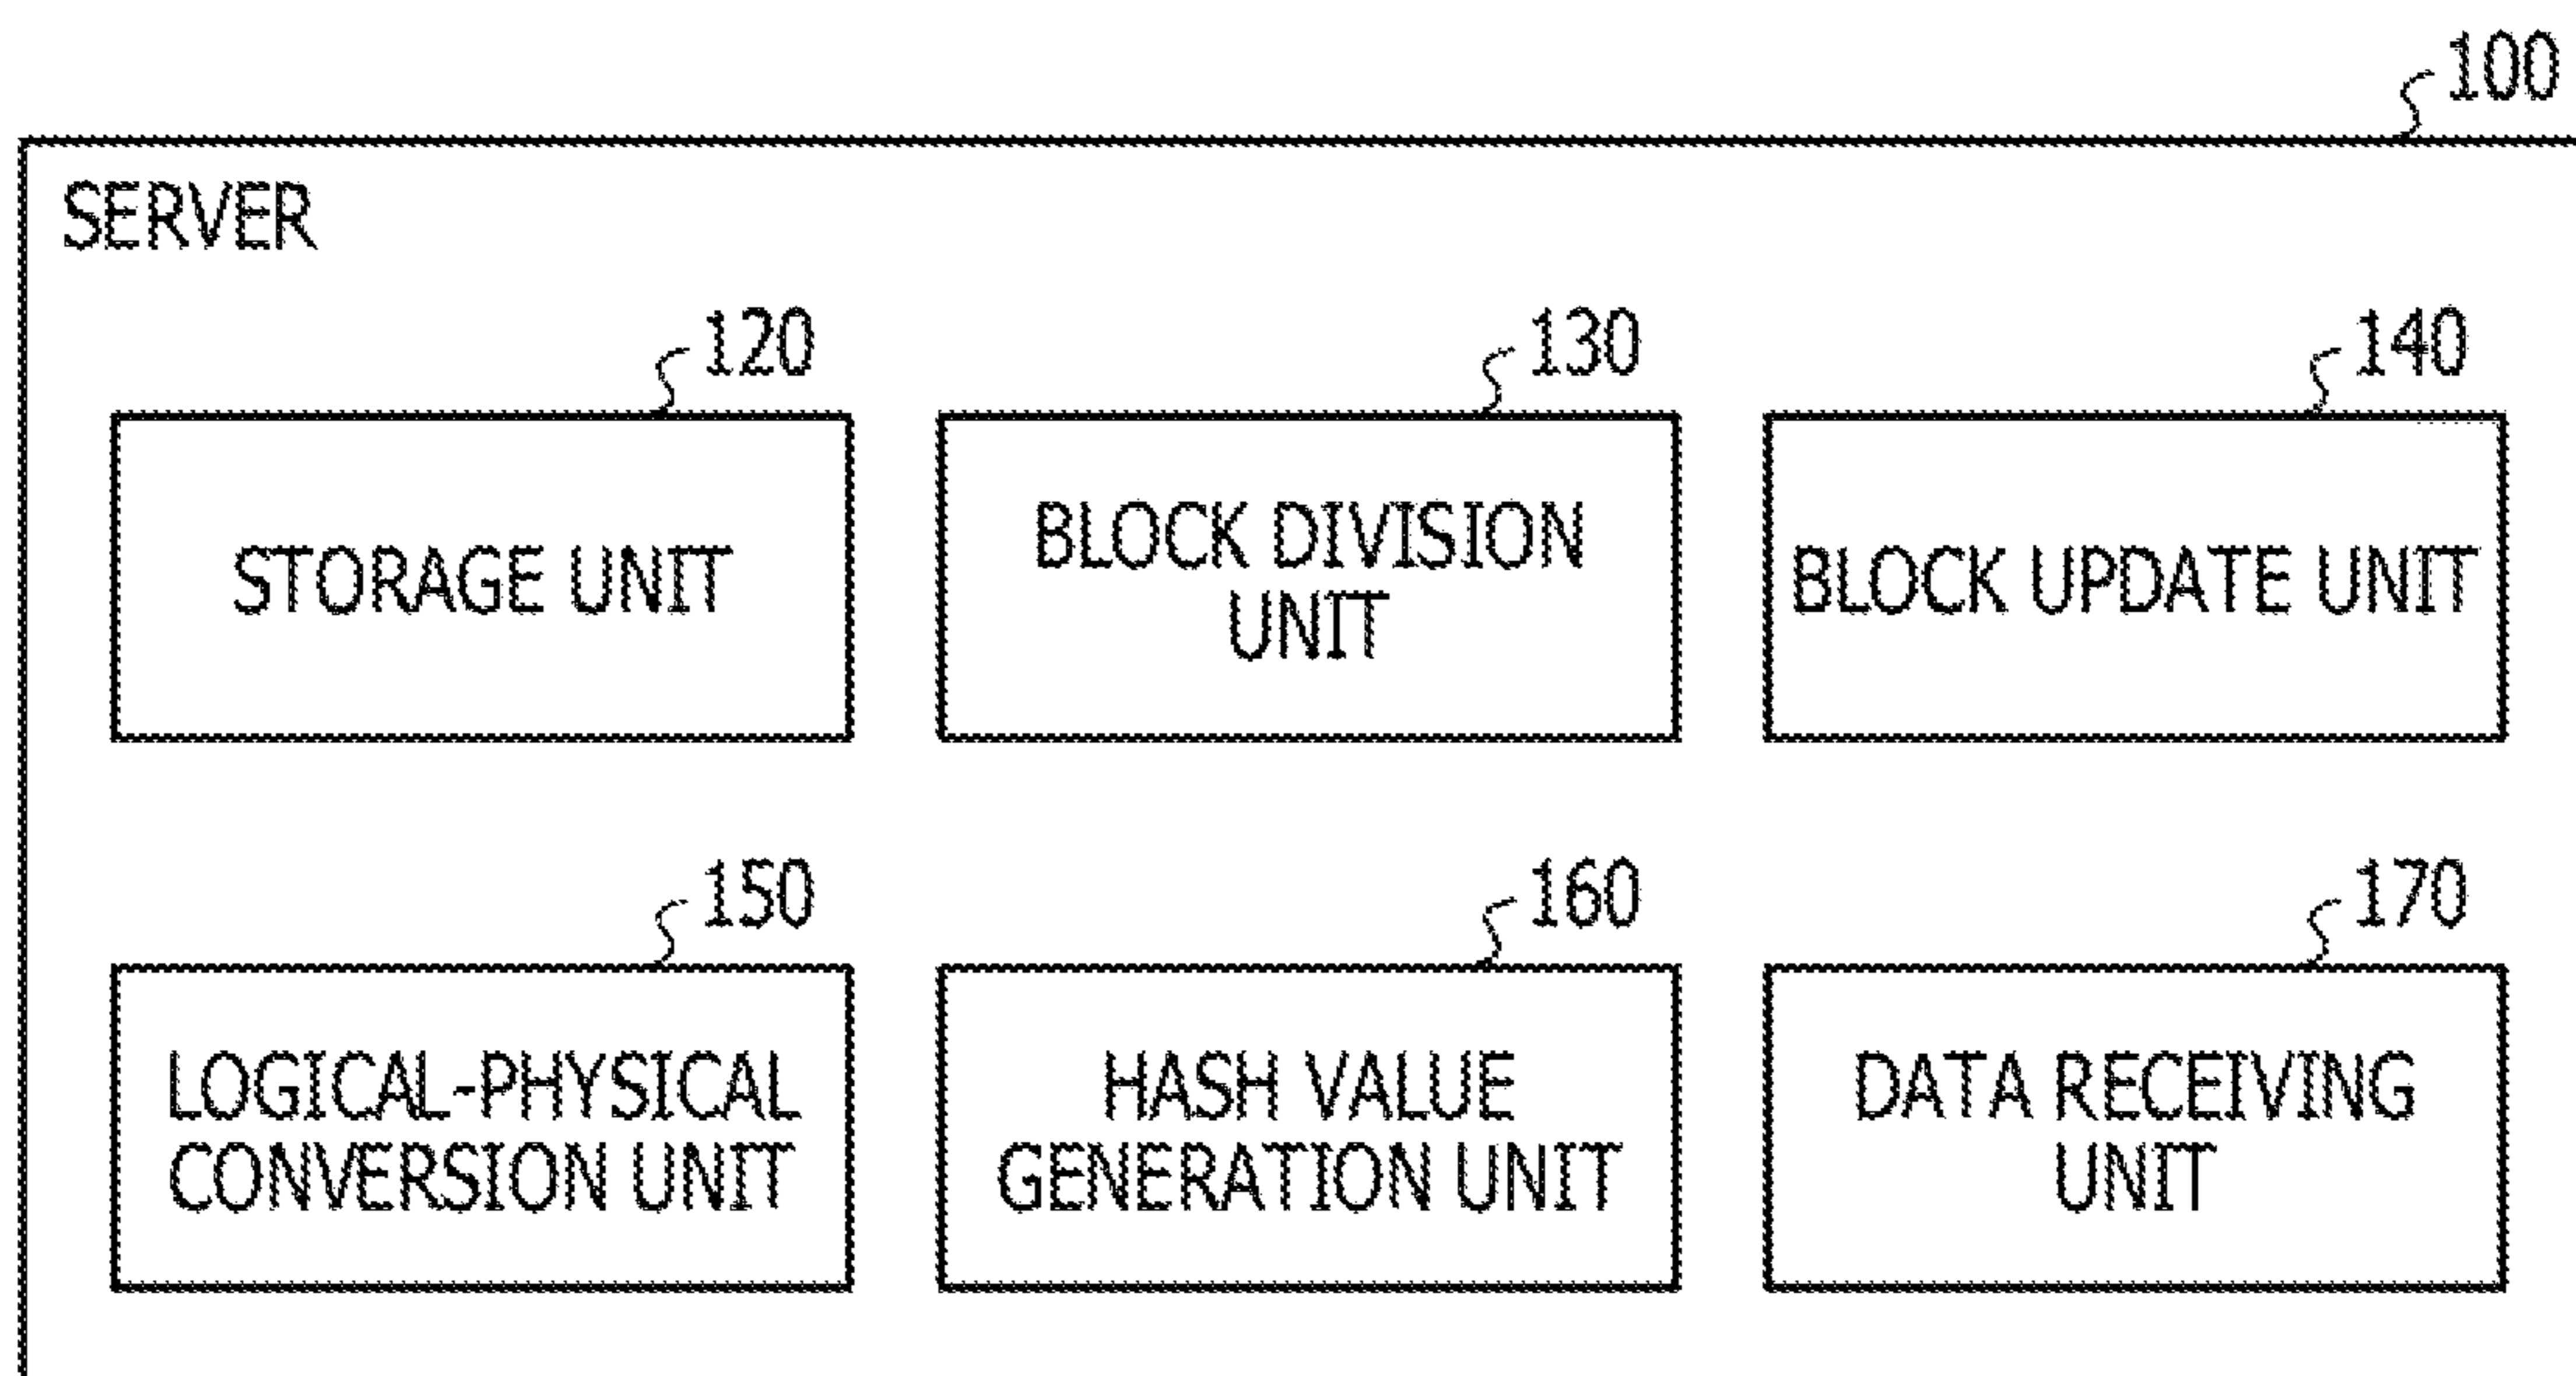 100
SERVER
120
130
140
STORAGE UNIT
BLOCK DIVISION
UNIT
BLOCK UPDATE UNIT
150
160
170
LOGICAL-PHYSICAL
CONVERSION UNIT
HASH VALUE
GENERATION UNIT
DATA RECEIVING
UNIT